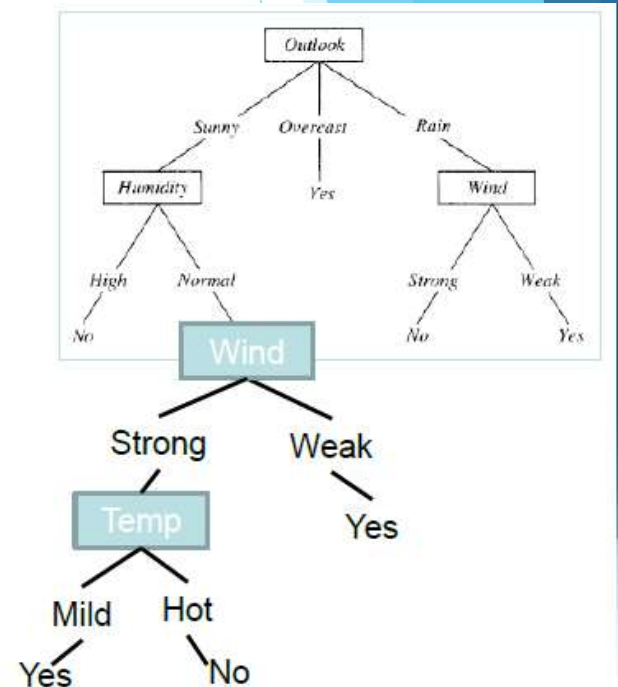 Outlook
Sunny Overcast Rain
Humidity Yes Wind
High Normal Strong Weak
No Wind No Yes
Strong Weak
Temp Yes
Mild Hot
Yes No